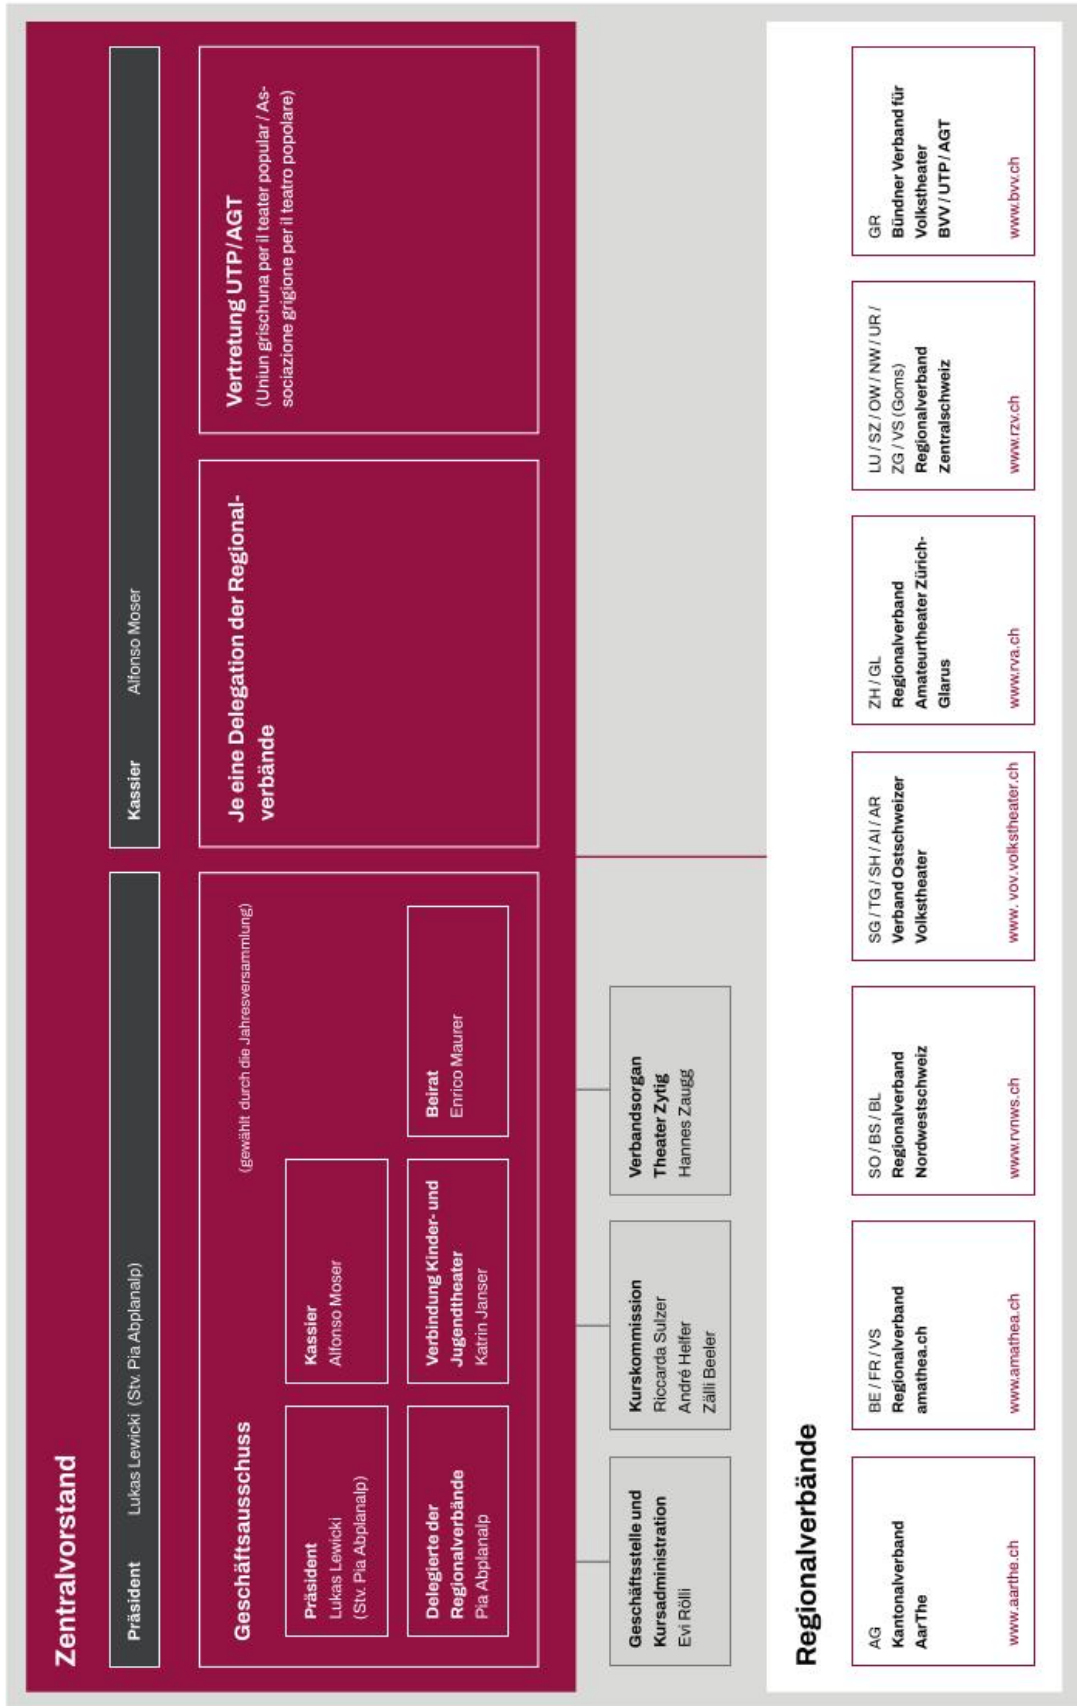 Zentralvorstand
Präsident Lukas Lewicki (Stv. Pia Abplanalp)
Kassier Alfonso Moser
Geschäftsausschuss (gewählt durch die Jahresversammlung)
Präsident
Lukas Lewicki
(Stv. Pia Abplanalp)
Kassier
Alfonso Moser
Delegierte der
Regionalverbände
Pia Abplanalp
Verbindung Kinder- und
Jugendtheater
Katrin Janser
Beirat
Enrico Maurer
Je eine Delegation der Regional-
verbände
Vertretung UTP/AGT
(Uniun grischuna per il teater popular / As-
sociazione grigione per il teatro popolare)
Geschäftsstelle und
Kursadministration
Evi Rölli
Kurskommission
Riccarda Sulzer
André Helfer
Zälli Beeler
Verbandsorgan
Theater Zytig
Hannes Zaugg
Regionalverbände
AG
Kantonalverband
AarThe
www.aarthe.ch
BE / FR / VS
Regionalverband
amathea.ch
www.amathea.ch
SO / BS / BL
Regionalverband
Nordwestschweiz
www.rvnws.ch
SG / TG / SH / AI / AR
Verband Ostschweizer
Volkstheater
www. vov.volkstheater.ch
ZH / GL
Regionalverband
Amateurtheater Zürich-
Glarus
www.rva.ch
LU / SZ / OW / NW / UR /
ZG / VS (Goms)
Regionalverband
Zentralschweiz
www.rzv.ch
GR
Bündner Verband für
Volkstheater
BVV / UTP / AGT
www.bvv.ch